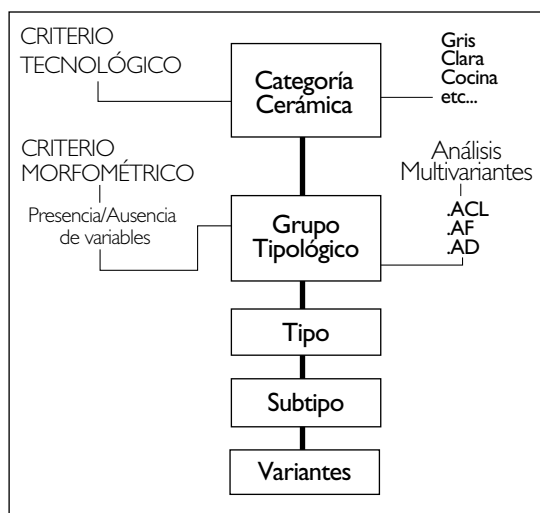 CRITERIO
TECNOLÓGICO
Categoría
Cerámica
Gris
Clara
Cocina
etc...
CRITERIO
MORFOMÉTRICO
Presencia/Ausencia
de variables
Grupo
Tipológico
Análisis
Multivariantes
.ACL
.AF
.AD
Tipo
Subtipo
Variantes